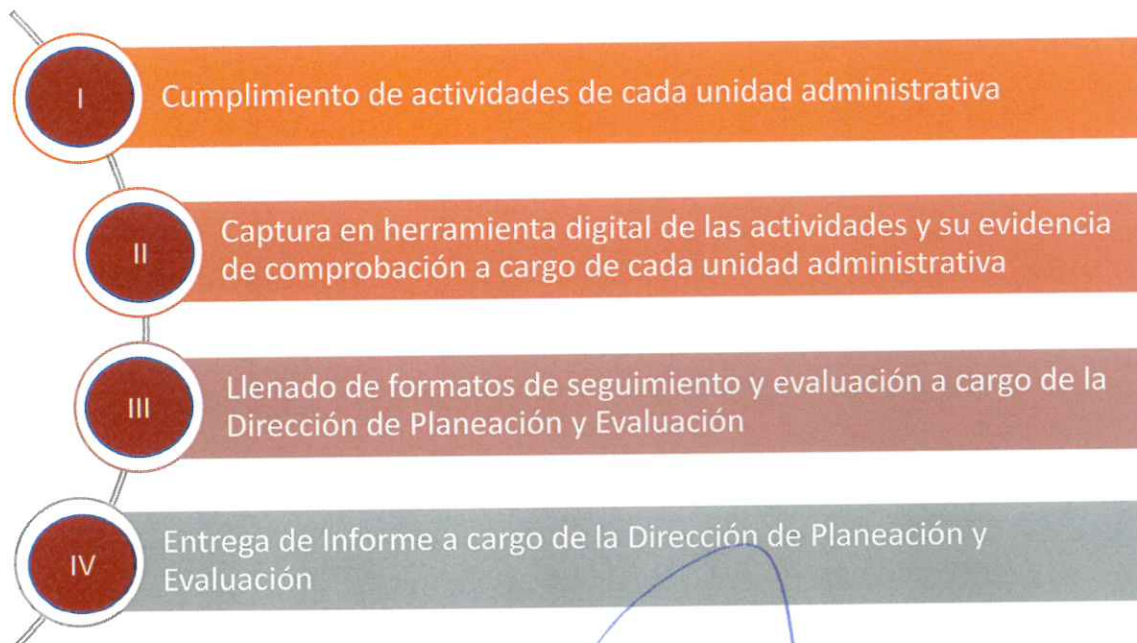 I
Cumplimiento de actividades de cada unidad administrativa
II
Captura en herramienta digital de las actividades y su evidencia
de comprobación a cargo de cada unidad administrativa
III
Llenado de formatos de seguimiento y evaluación a cargo de la
Dirección de Planeación y Evaluación
IV
Entrega de Informe a cargo de la Dirección de Planeación y
Evaluación